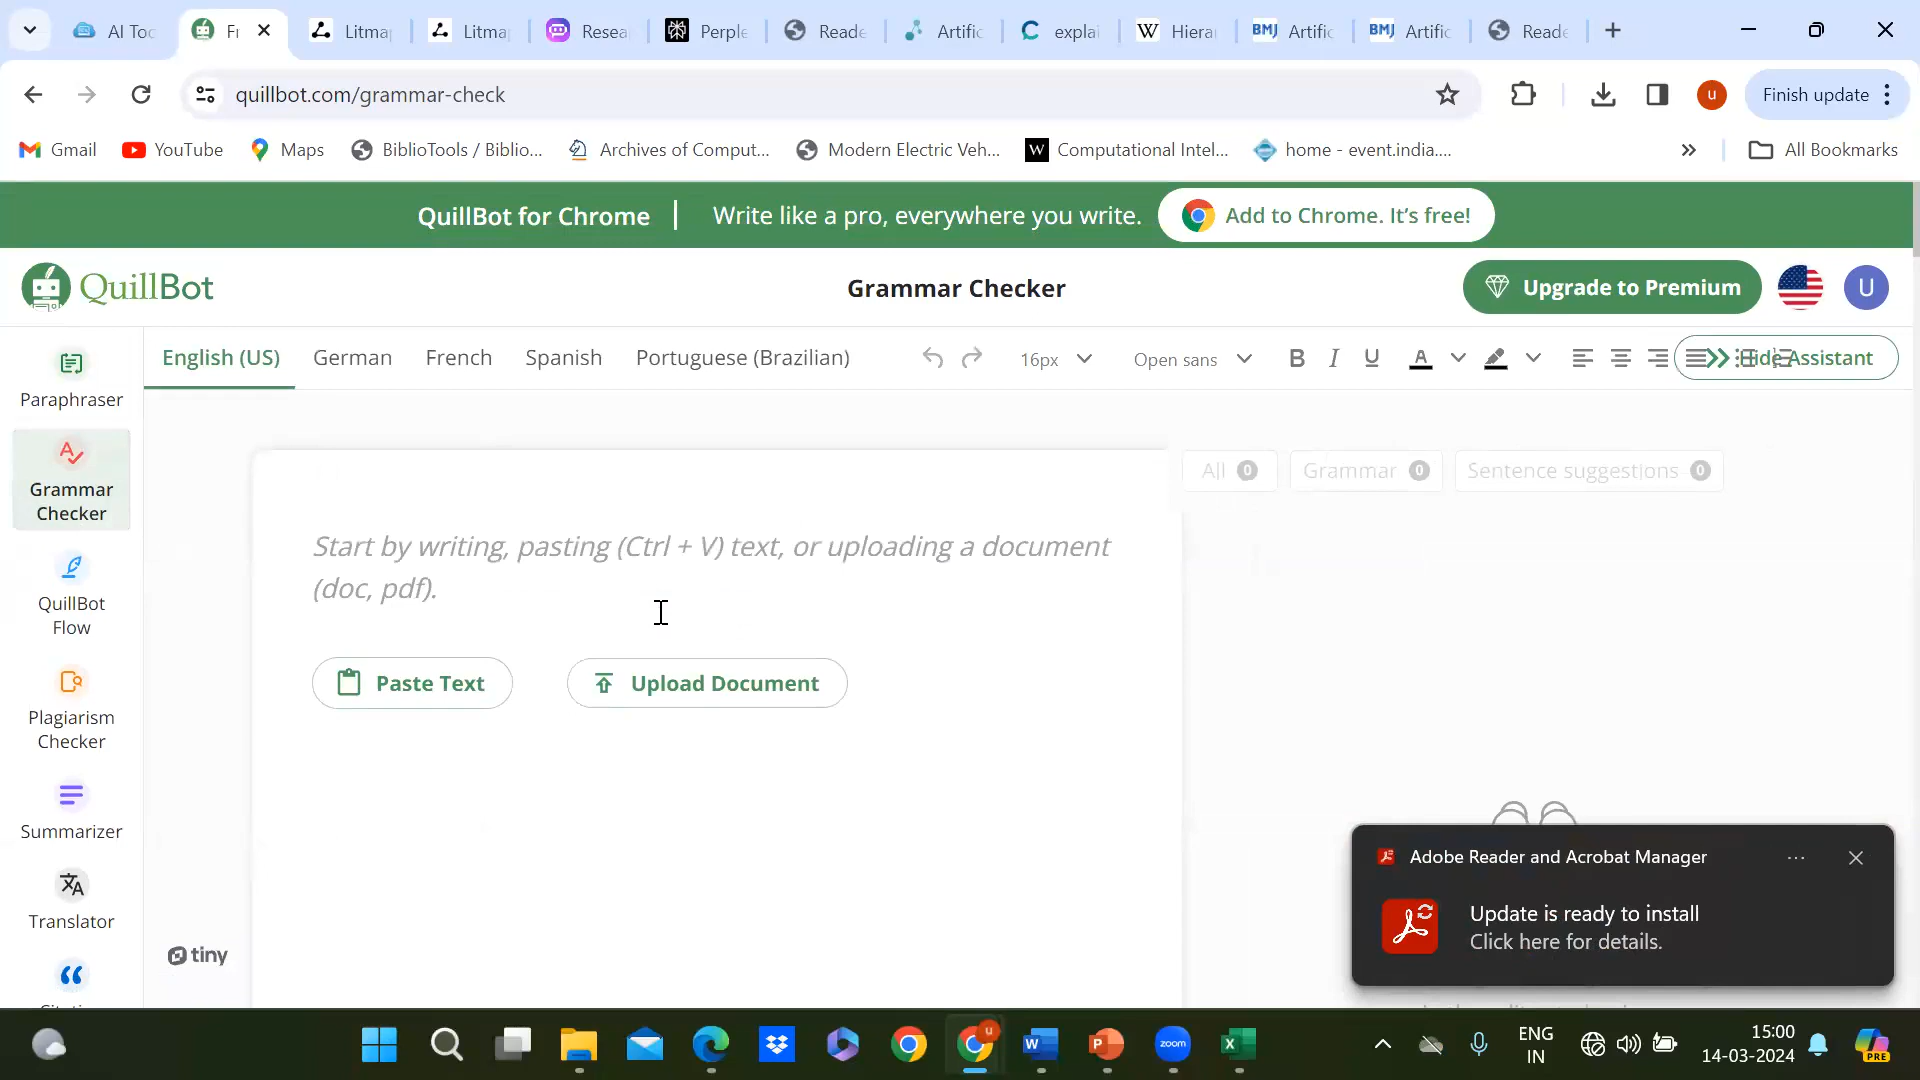 AI Toc
Fr
Litma
Litma
Resea
Perple
Reade
Artific
explai
Hiera
BMJ Artific
BMJ Artific
Reade
quillbot.com/grammar-check
u
Finish update
Gmail
YouTube
Maps
BiblioTools / Biblio...
Archives of Comput...
Modern Electric Veh...
Computational Intel...
home - event.india....
All Bookmarks
QuillBot for Chrome
Write like a pro, everywhere you write.
Add to Chrome. It's free!
QuillBot
Grammar Checker
Upgrade to Premium
U
English (US)
German
French
Spanish
Portuguese (Brazilian)
16px
Open sans
B I U A
Hide Assistant
Paraphraser
Grammar
Checker
QuillBot
Flow
Plagiarism
Checker
Summarizer
Translator
All 0
Grammar 0
Sentence suggestions 0
Start by writing, pasting (Ctrl + V) text, or uploading a document
(doc, pdf).
Paste Text
Upload Document
tiny
Adobe Reader and Acrobat Manager
Update is ready to install
Click here for details.
zoom
ENG
IN
15:00
14-03-2024
PRE